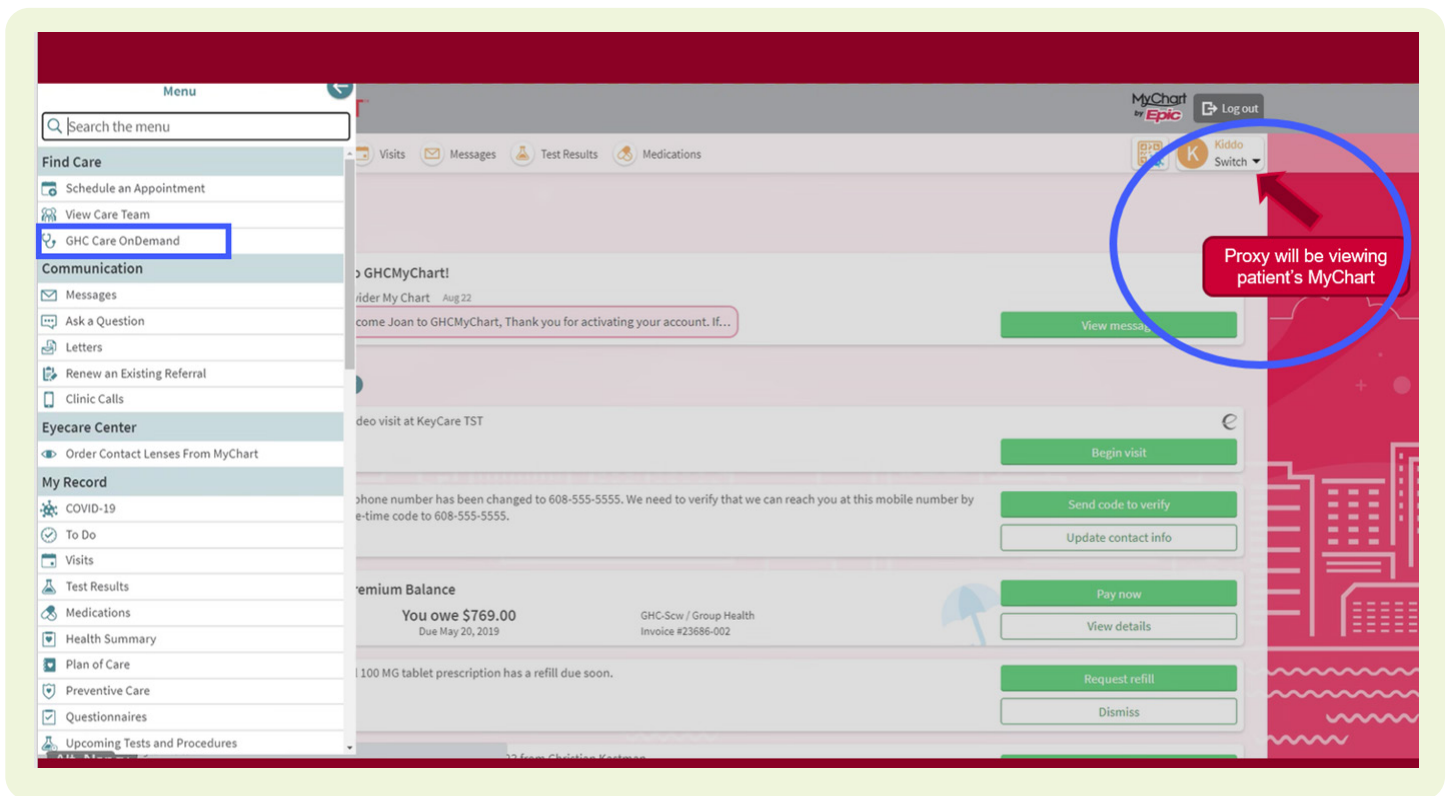 Menu
MyChart
by Epic
Log out
Search the menu
Visits
Messages
Test Results
Medications
K
Kiddo
Switch
Find Care
Schedule an Appointment
View Care Team
GHC Care OnDemand
Communication
Messages
Ask a Question
Letters
Renew an Existing Referral
Clinic Calls
Eyecare Center
Order Contact Lenses From MyChart
My Record
COVID-19
To Do
Visits
Test Results
Medications
Health Summary
Plan of Care
Preventive Care
Questionnaires
Upcoming Tests and Procedures
Proxy will be viewing
patient's MyChart
GHCMyChart!
My Chart Aug 22
come Joan to GHCMyChart, Thank you for activating your account. If...
View message
visit at KeyCare TST
Begin visit
phone number has been changed to 608-555-5555. We need to verify that we can reach you at this mobile number by
e-time code to 608-555-5555.
Send code to verify
Update contact info
Balance
You owe $769.00
Due May 20, 2019
GHC-Scw / Group Health
Invoice #23686-002
Pay now
View details
100 MG tablet prescription has a refill due soon.
Request refill
Dismiss